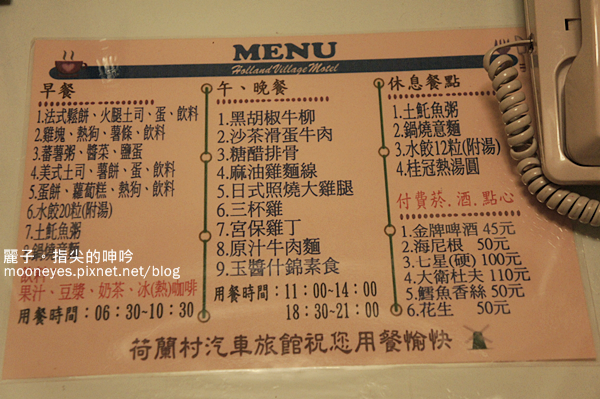 MENU
Holland Village Motel
早餐
1.法式鬆餅、火腿土司、蛋、飲料
2.雞塊、熱狗、薯條、飲料
3.蕃薯粥、醬菜、鹽蛋
4.美式土司、薯餅、蛋、飲料
5.蛋餅、蘿蔔糕、熱狗、飲料
6.水餃20粒(附湯)
7.土魠魚粥
8.鍋燒意麵
飲料
果汁、豆漿、奶茶、冰(熱)咖啡
用餐時間：06:30-10:30
午、晚餐
1.黑胡椒牛柳
2.沙茶滑蛋牛肉
3.糖醋排骨
4.麻油雞麵線
5.日式照燒大雞腿
6.三杯雞
7.宮保雞丁
8.原汁牛肉麵
9.玉醬什錦素食
用餐時間：11:00~14:00
18:30~21:00
休息餐點
1.土魠魚粥
2.鍋燒意麵
3.水餃12粒(附湯)
4.桂冠熱湯圓
付費菸.酒.點心
1.金牌啤酒 45元
2.海尼根 50元
3.七星(硬) 100元
4.大衛杜夫 110元
5.鱈魚香絲 50元
6.花生 50元
荷蘭村汽車旅館祝您用餐愉快
麗子。指尖的呻吟
mooneyes.pixnet.net/blog